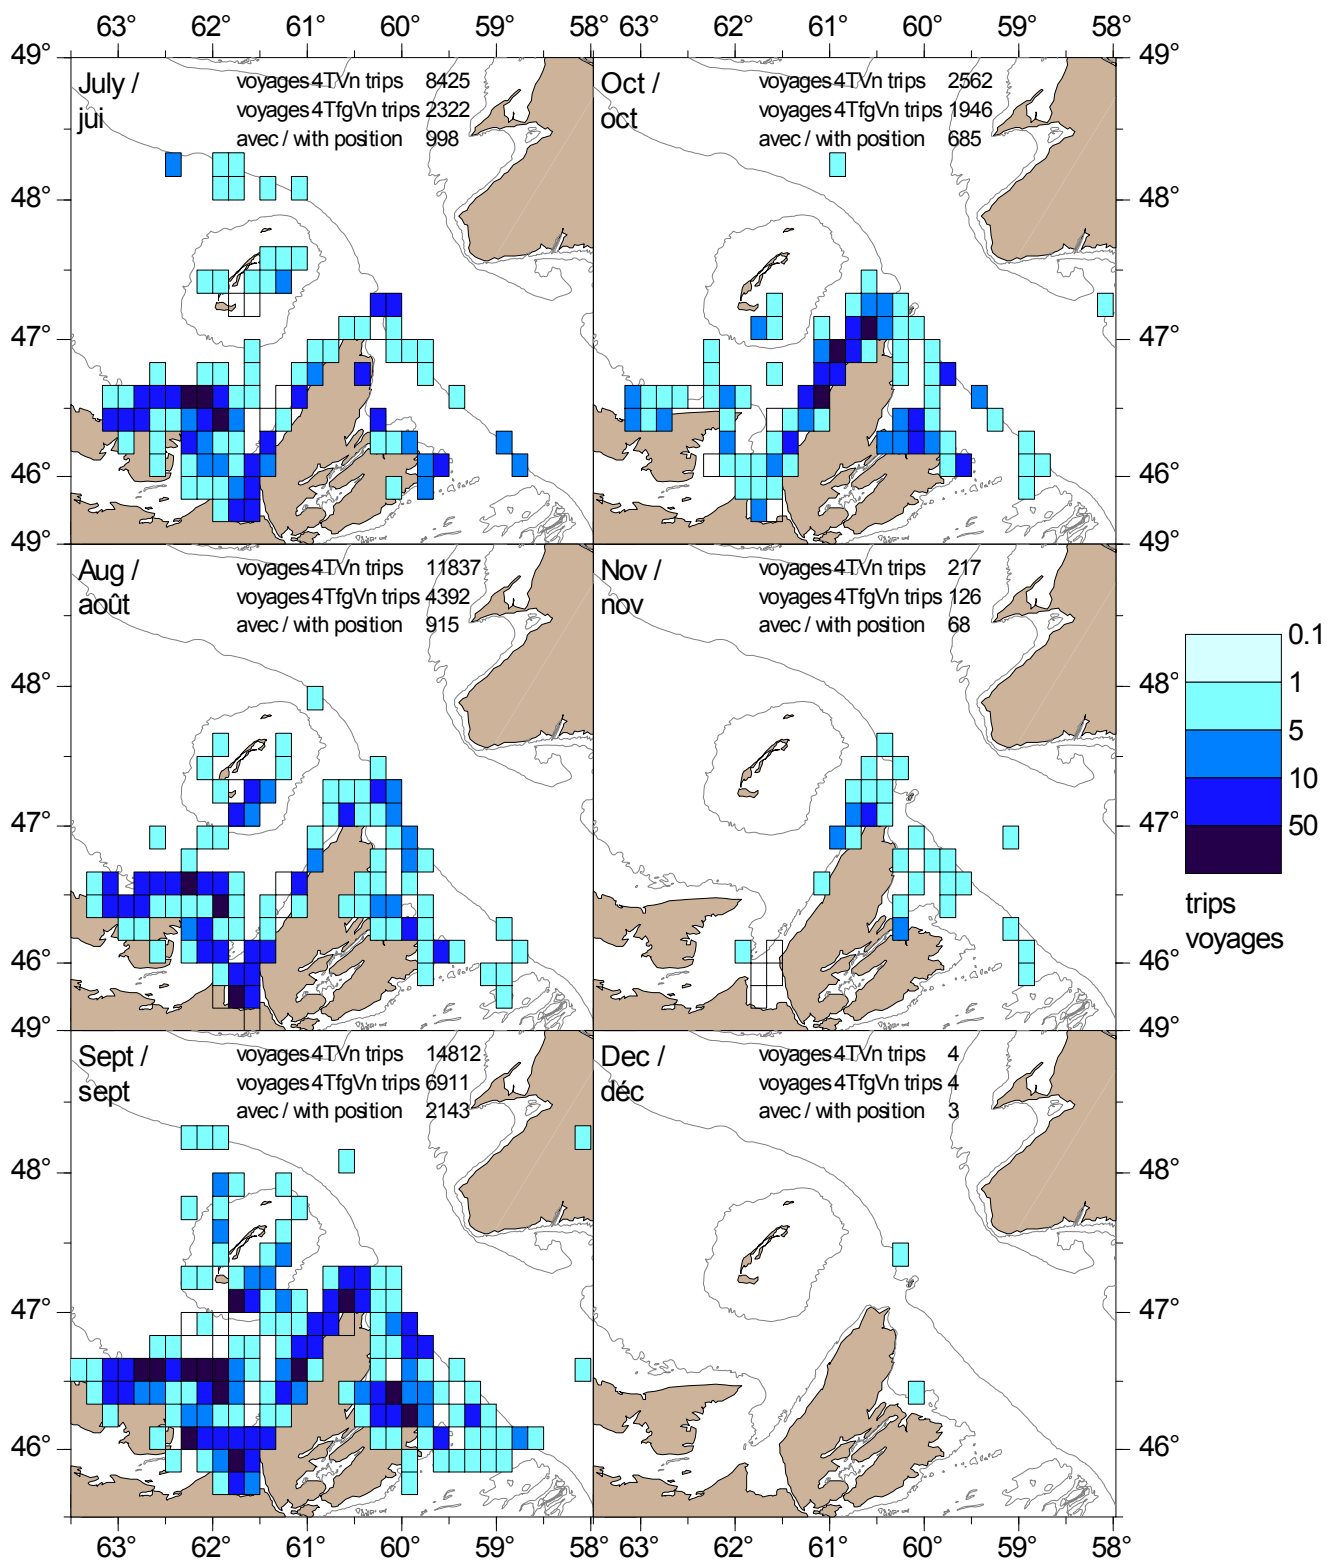 63° 62° 61° 60° 59° 63° 62° 61° 60° 59° 58°
49° 49°
July / jui
voyages 4TVn trips 8425
voyages 4TfgVn trips 2322
avec / with position 998
Oct / oct
voyages 4TVn trips 2562
voyages 4TfgVn trips 1946
avec / with position 685
48° 48°
47° 47°
46° 46°
49° 49°
Aug / août
voyages 4TVn trips 11837
voyages 4TfgVn trips 4392
avec / with position 915
Nov / nov
voyages 4TVn trips 217
voyages 4TfgVn trips 126
avec / with position 68
48° 48°
47° 47°
46° 46°
49° 49°
0.1
1
5
10
50
trips
voyages
Sept / sept
voyages 4TVn trips 14812
voyages 4TfgVn trips 6911
avec / with position 2143
Dec / déc
voyages 4TVn trips 4
voyages 4TfgVn trips 4
avec / with position 3
48° 48°
47° 47°
46° 46°
63° 62° 61° 60° 59° 58° 63° 62° 61° 60° 59° 58°